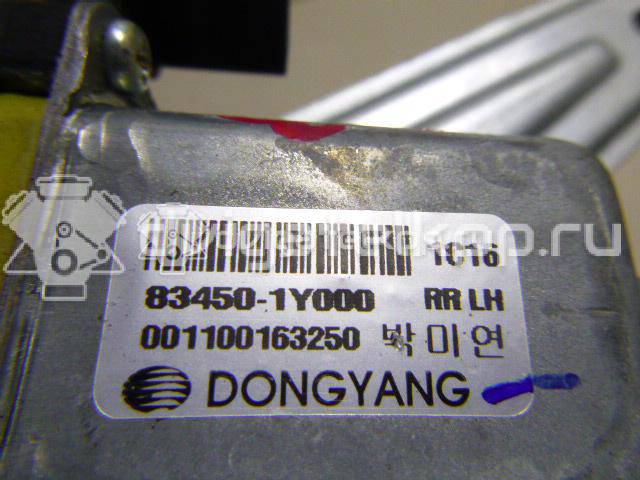 1C16
83450-1Y000 RR LH
001100163250 박미연
DONGYANG